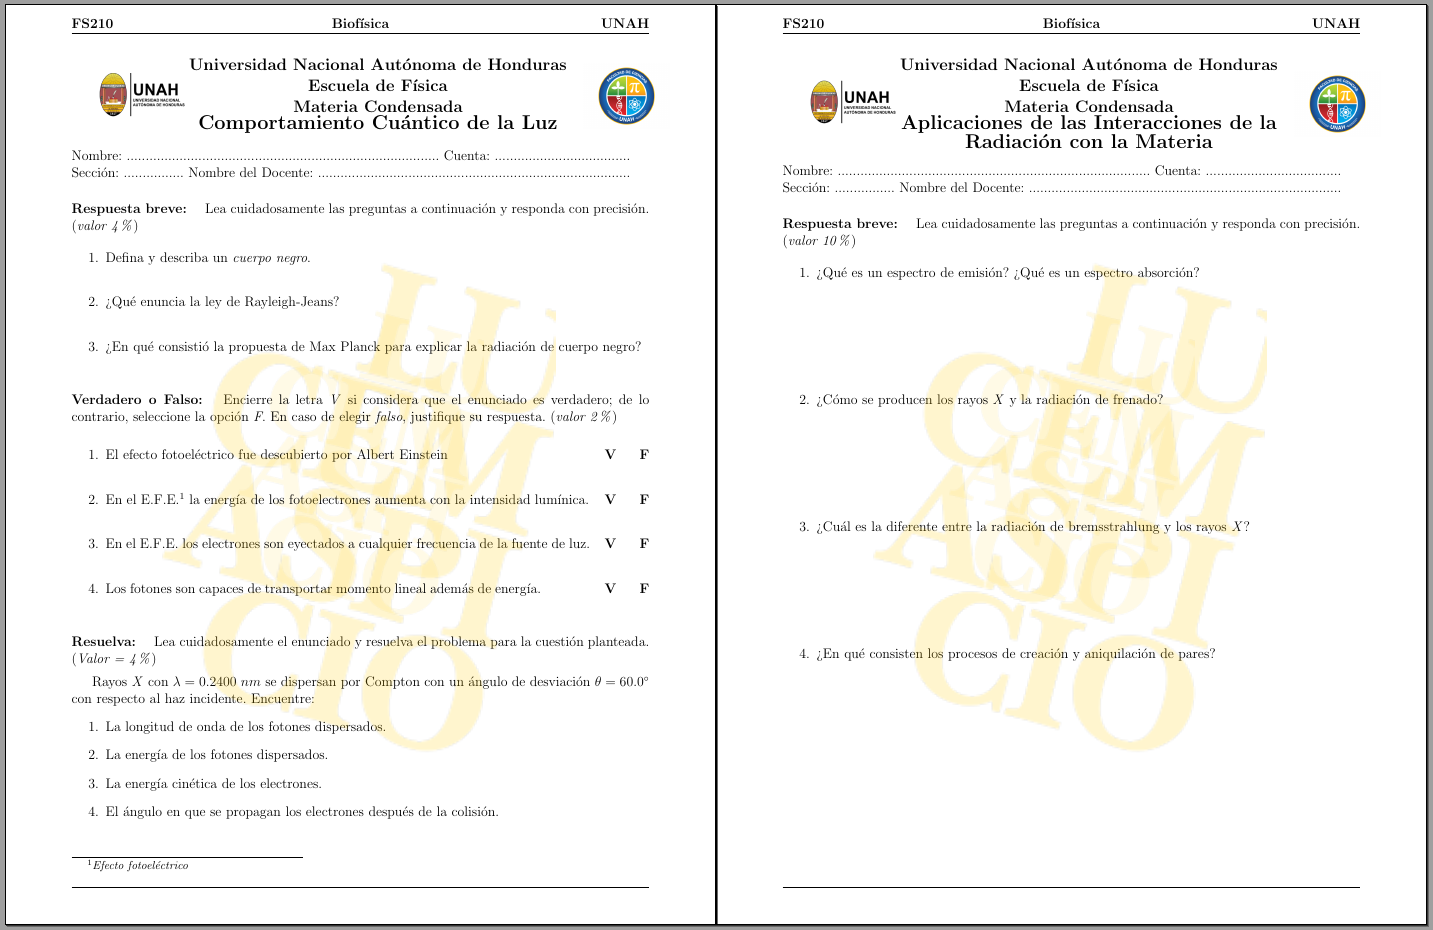 FS210 Biofísica UNAH
Universidad Nacional Autónoma de Honduras
Escuela de Física
Materia Condensada
Comportamiento Cuántico de la Luz
UNAH
UNIVERSIDAD NACIONAL
AUTÓNOMA DE HONDURAS
Nombre: ................................................................................... Cuenta: ....................................
Sección: ................ Nombre del Docente: ...................................................................................
Respuesta breve: Lea cuidadosamente las preguntas a continuación y responda con precisión.
(valor 4 %)
1. Defina y describa un cuerpo negro.
2. ¿Qué enuncia la ley de Rayleigh-Jeans?
3. ¿En qué consistió la propuesta de Max Planck para explicar la radiación de cuerpo negro?
Verdadero o Falso: Encierre la letra V si considera que el enunciado es verdadero; de lo
contrario, seleccione la opción F. En caso de elegir falso, justifique su respuesta. (valor 2 %)
1. El efecto fotoeléctrico fue descubierto por Albert Einstein V F
2. En el E.F.E.¹ la energía de los fotoelectrones aumenta con la intensidad lumínica. V F
3. En el E.F.E. los electrones son eyectados a cualquier frecuencia de la fuente de luz. V F
4. Los fotones son capaces de transportar momento lineal además de energía. V F
Resuelva: Lea cuidadosamente el enunciado y resuelva el problema para la cuestión planteada.
(Valor = 4 %)
Rayos X con λ = 0.2400 nm se dispersan por Compton con un ángulo de desviación θ = 60.0°
con respecto al haz incidente. Encuentre:
1. La longitud de onda de los fotones dispersados.
2. La energía de los fotones dispersados.
3. La energía cinética de los electrones.
4. El ángulo en que se propagan los electrones después de la colisión.
¹Efecto fotoeléctrico
LU
CEM
ASPI
CIO
FS210 Biofísica UNAH
Universidad Nacional Autónoma de Honduras
Escuela de Física
Materia Condensada
Aplicaciones de las Interacciones de la
Radiación con la Materia
UNAH
UNIVERSIDAD NACIONAL
AUTÓNOMA DE HONDURAS
Nombre: ................................................................................... Cuenta: ....................................
Sección: ................ Nombre del Docente: ...................................................................................
Respuesta breve: Lea cuidadosamente las preguntas a continuación y responda con precisión.
(valor 10 %)
1. ¿Qué es un espectro de emisión? ¿Qué es un espectro absorción?
2. ¿Cómo se producen los rayos X y la radiación de frenado?
3. ¿Cuál es la diferente entre la radiación de bremsstrahlung y los rayos X?
4. ¿En qué consisten los procesos de creación y aniquilación de pares?
LU
CEM
ASPI
CIO